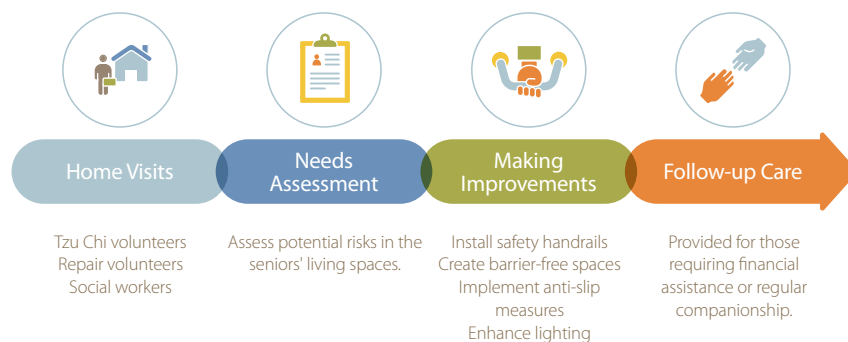 Home Visits
Needs
Assessment
Making
Improvements
Follow-up Care
Tzu Chi volunteers
Repair volunteers
Social workers
Assess potential risks in the
seniors' living spaces.
Install safety handrails
Create barrier-free spaces
Implement anti-slip
measures
Enhance lighting
Provided for those
requiring financial
assistance or regular
companionship.